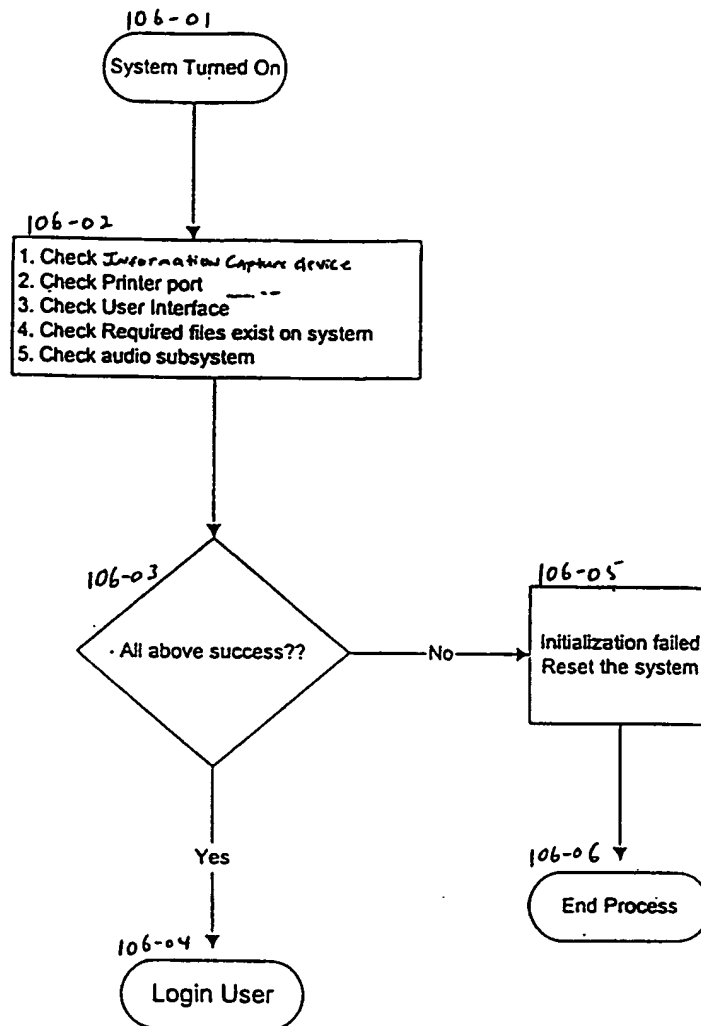 106-01
System Turned On
106-02
1. Check Information Capture device
2. Check Printer port
3. Check User Interface
4. Check Required files exist on system
5. Check audio subsystem
106-03
All above success??
No
106-05
Initialization failed
Reset the system
Yes
106-06
End Process
106-04
Login User